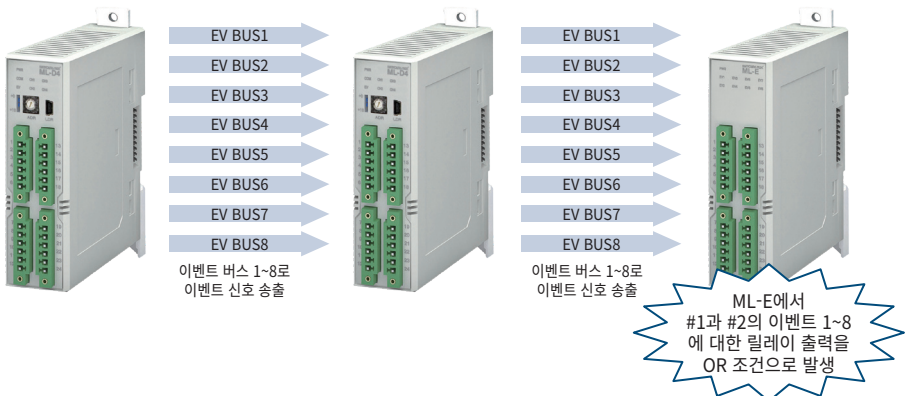 ML-D4
EV BUS1
EV BUS2
EV BUS3
EV BUS4
EV BUS5
EV BUS6
EV BUS7
EV BUS8
이벤트 버스 1~8로
이벤트 신호 송출
ML-D4
EV BUS1
EV BUS2
EV BUS3
EV BUS4
EV BUS5
EV BUS6
EV BUS7
EV BUS8
이벤트 버스 1~8로
이벤트 신호 송출
ML-E
ML-E에서
#1과 #2의 이벤트 1~8
에 대한 릴레이 출력을
OR 조건으로 발생